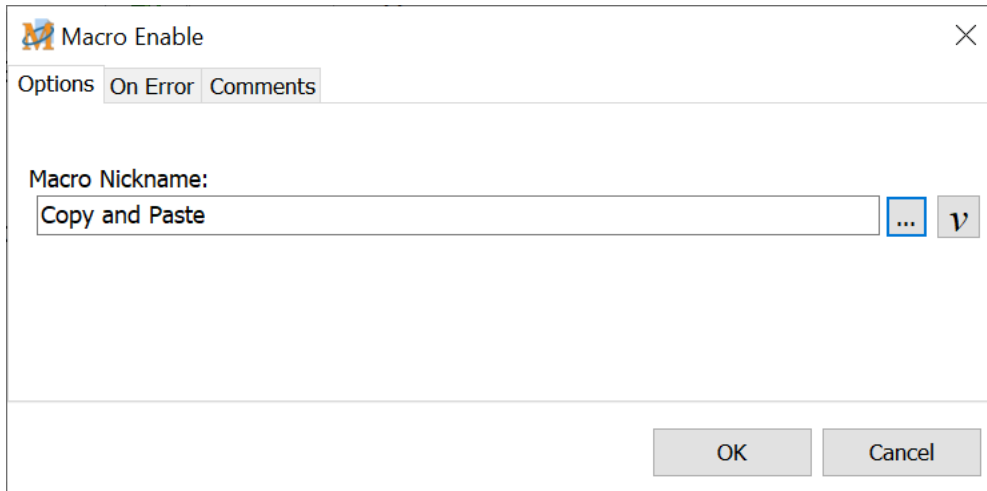 Macro Enable
Options On Error Comments
Macro Nickname:
Copy and Paste ... v
OK Cancel